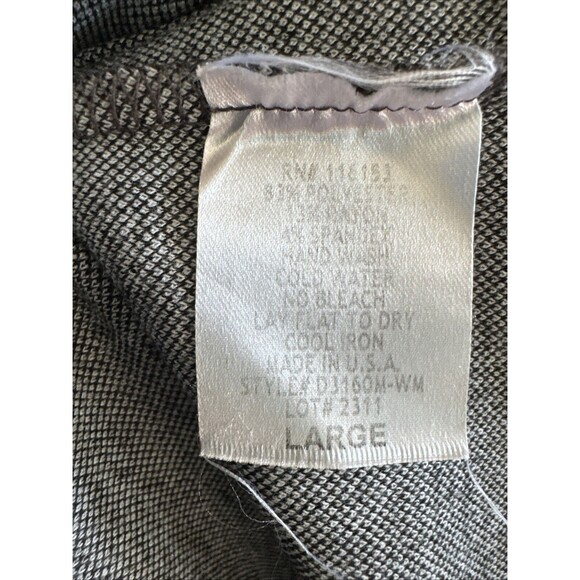 RN# 116153
83% POLYESTER
13% RAYON
4% SPANDEX
HAND WASH
COLD WATER
NO BLEACH
LAY FLAT TO DRY
COOL IRON
MADE IN U.S.A.
STYLE# D3160M-WM
LOT# 2311
LARGE